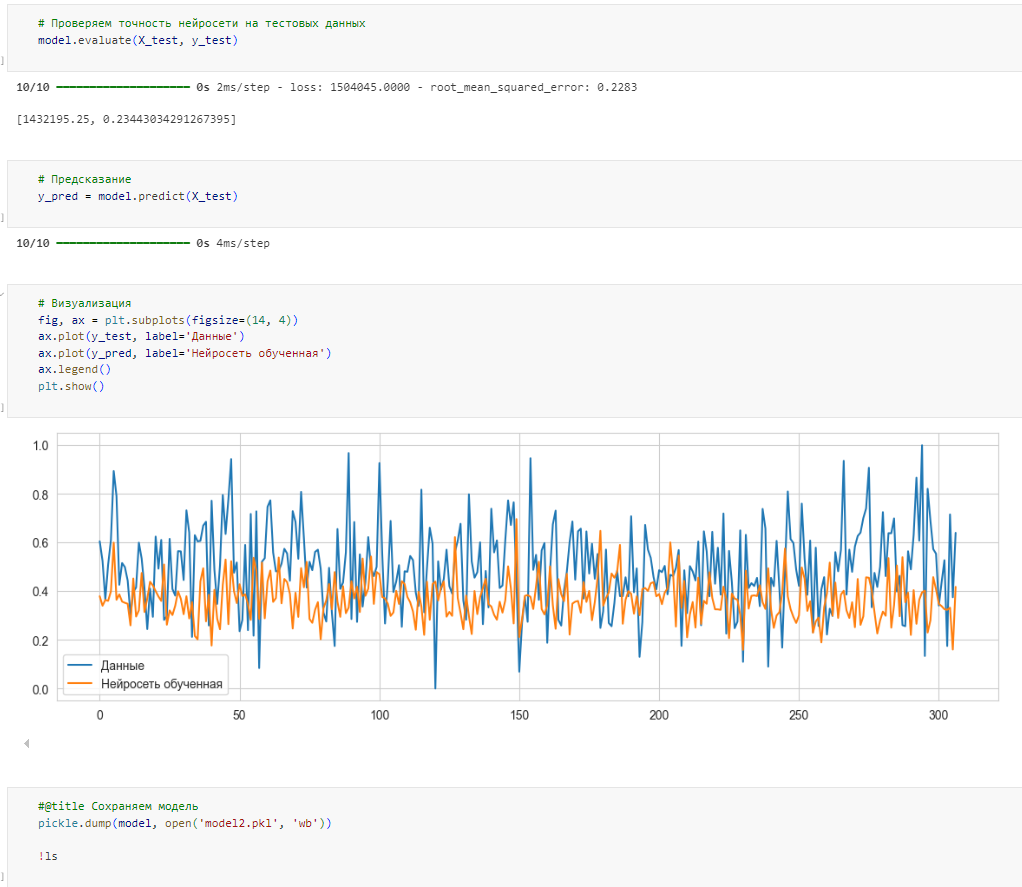 # Проверяем точность нейросети на тестовых данных
model.evaluate(X_test, y_test)
]
10/10 ━━━━━━━━━━━━━━━━━━━━ 0s 2ms/step - loss: 1504045.0000 - root_mean_squared_error: 0.2283
[1432195.25, 0.23443034291267395]
# Предсказание
y_pred = model.predict(X_test)
]
10/10 ━━━━━━━━━━━━━━━━━━━━ 0s 4ms/step
# Визуализация
fig, ax = plt.subplots(figsize=(14, 4))
ax.plot(y_test, label='Данные')
ax.plot(y_pred, label='Нейросеть обученная')
ax.legend()
plt.show()
]
1.0
0.8
0.6
0.4
0.2
0.0
Данные
Нейросеть обученная
0 50 100 150 200 250 300
#@title Сохраняем модель
pickle.dump(model, open('model2.pkl', 'wb'))
!ls
]